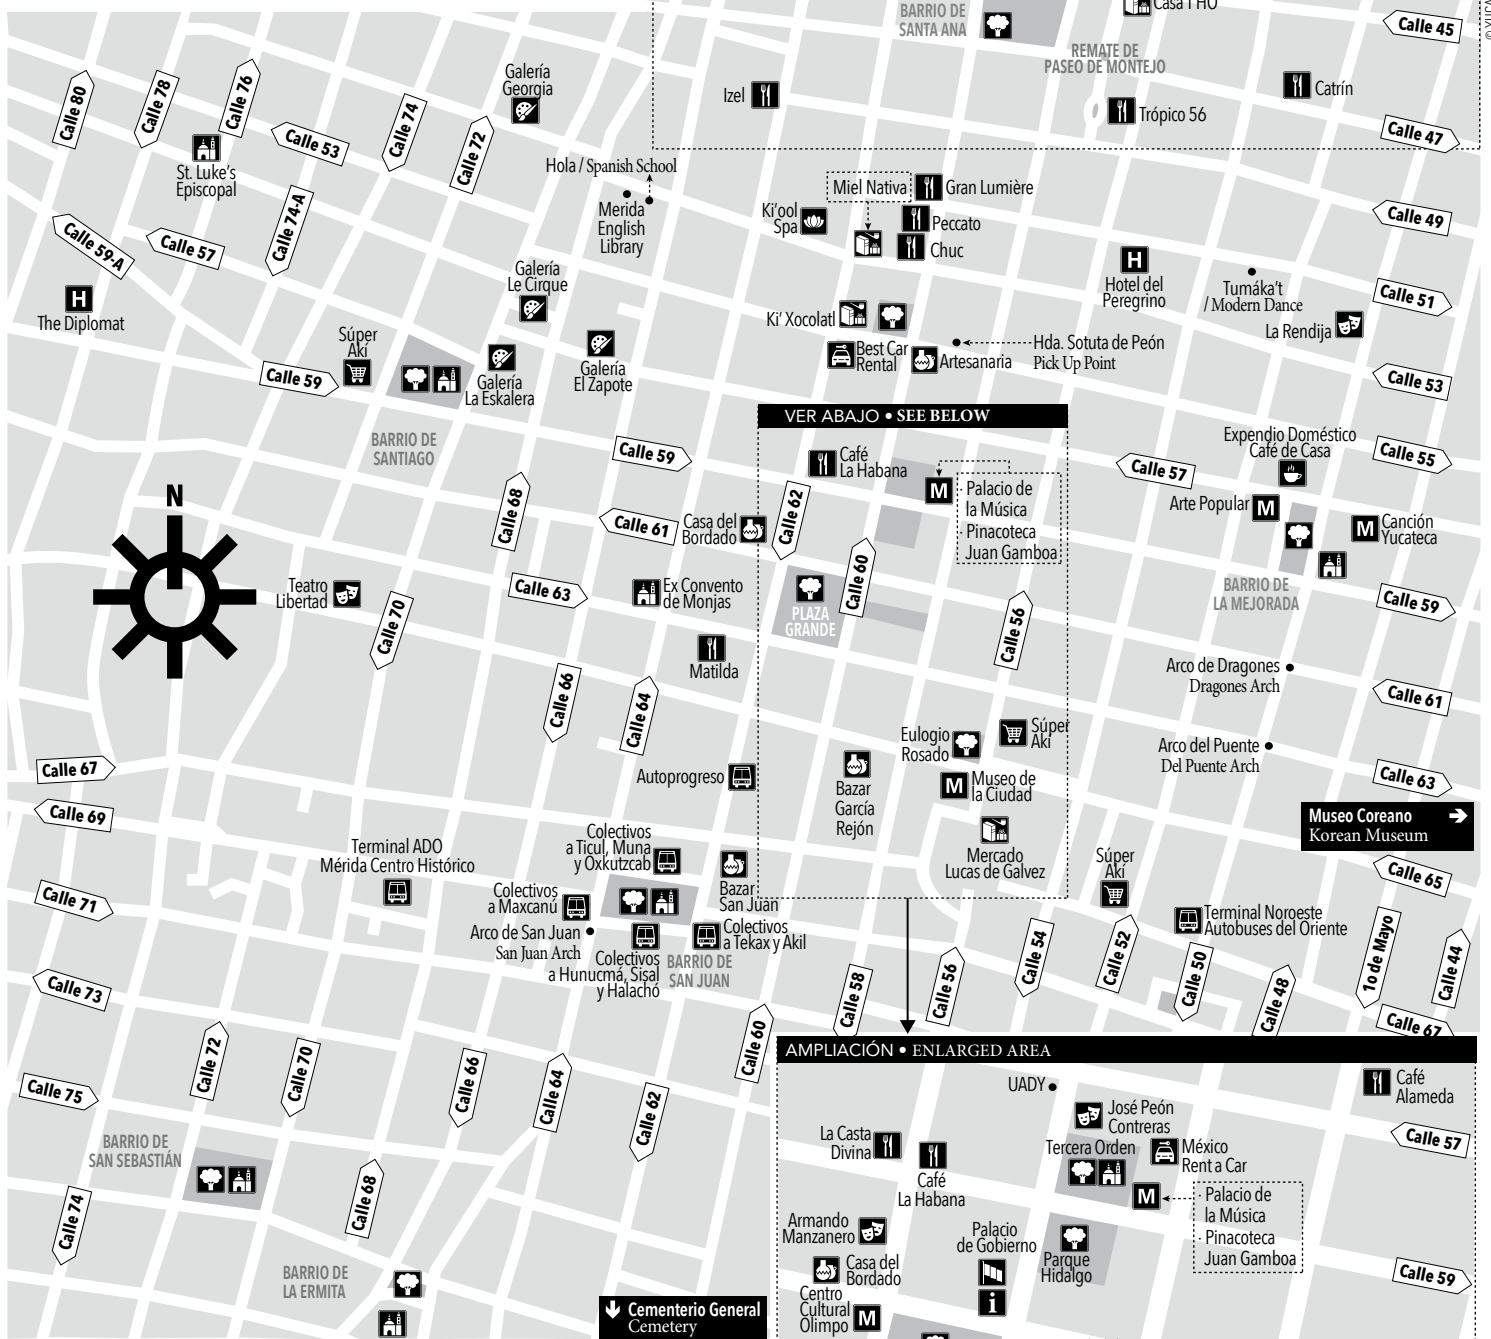 BARRIO DE
SANTA ANA
Casa T'HO
© YUCA
Calle 45
REMATE DE
PASEO DE MONTEJO
Izel
Trópico 56
Catrín
Calle 47
Calle 80
Calle 78
Calle 76
Calle 53
Calle 74
Calle 72
Galería
Georgia
St. Luke's
Episcopal
Hola / Spanish School
Merida
English
Library
Miel Nativa
Gran Lumière
Peccato
Chuc
Ki'ool
Spa
Calle 49
Calle 59-A
Calle 57
Calle 74-A
The Diplomat
Galería
Le Cirque
Hotel del
Peregrino
Tumáka't
/ Modern Dance
La Rendija
Calle 51
Súper
Akí
Calle 59
Galería
La Eskalera
Galería
El Zapote
Ki' Xocolatl
Best Car
Rental
Artesanaria
Hda. Sotuta de Peón
Pick Up Point
Calle 53
BARRIO DE
SANTIAGO
Calle 59
VER ABAJO • SEE BELOW
Café
La Habana
Palacio de
la Música
· Pinacoteca
Juan Gamboa
Calle 57
Expendio Doméstico
Café de Casa
Calle 55
Arte Popular
Canción
Yucateca
N
Calle 68
Calle 61
Casa del
Bordado
Calle 62
Calle 60
Calle 56
BARRIO DE
LA MEJORADA
Calle 59
Teatro
Libertad
Calle 70
Calle 63
Ex Convento
de Monjas
PLAZA
GRANDE
Matilda
Calle 66
Calle 64
Arco de Dragones
Dragones Arch
Calle 61
Eulogio
Rosado
Súper
Akí
Arco del Puente
Del Puente Arch
Calle 63
Calle 67
Calle 69
Autoprogreso
Bazar
García
Rejón
Museo de
la Ciudad
Mercado
Lucas de Galvez
Museo Coreano
Korean Museum
Terminal ADO
Mérida Centro Histórico
Colectivos
a Ticul, Muna
y Oxkutzcab
Bazar
San Juan
Súper
Akí
Calle 65
Calle 71
Colectivos
a Maxcanú
Arco de San Juan
San Juan Arch
Colectivos
a Hunucmá, Sisal
y Halachó
Colectivos
a Tekax y Akil
BARRIO DE
SAN JUAN
Terminal Noroeste
Autobuses del Oriente
Calle 73
Calle 58
Calle 56
Calle 54
Calle 52
Calle 50
Calle 48
1o de Mayo
Calle 44
Calle 67
Calle 75
Calle 72
Calle 70
Calle 66
Calle 64
Calle 62
Calle 60
BARRIO DE
SAN SEBASTIÁN
Calle 74
Calle 68
BARRIO DE
LA ERMITA
Cementerio General
Cemetery
AMPLIACIÓN • ENLARGED AREA
UADY
Café
Alameda
José Peón
Contreras
La Casta
Divina
Café
La Habana
Tercera Orden
México
Rent a Car
Calle 57
· Palacio de
la Música
· Pinacoteca
Juan Gamboa
Armando
Manzanero
Palacio
de Gobierno
Parque
Hidalgo
Casa del
Bordado
Centro
Cultural
Olimpo
Calle 59